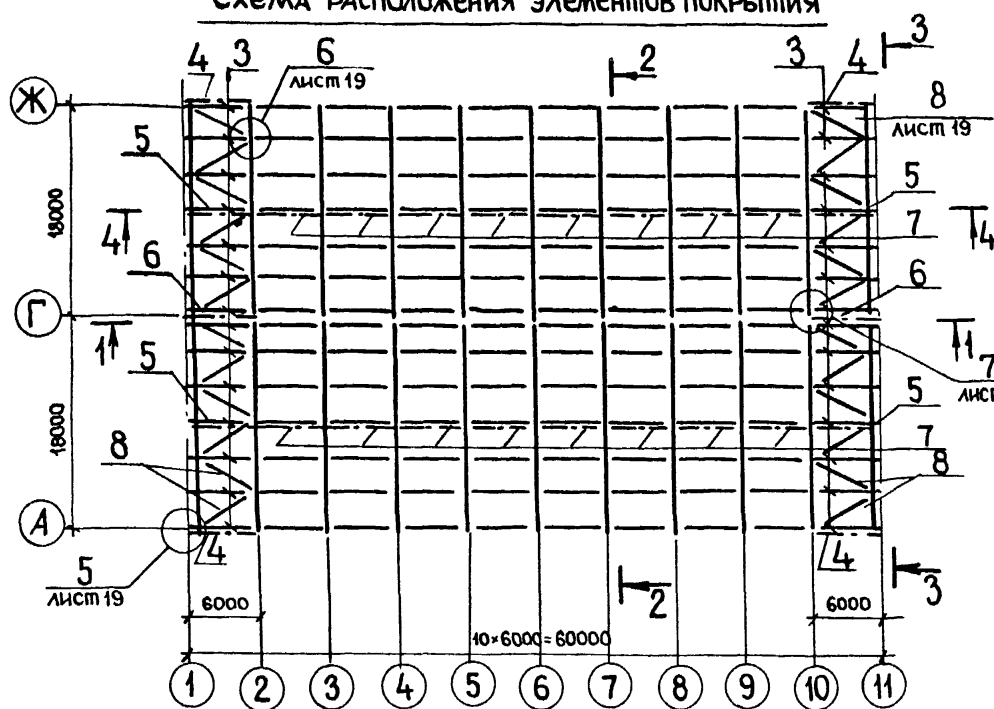 Схема расположения элементов покрытия
4 3 6 2 3 4 3
лист 19
Ж
8
лист 19
5 5
18000
4 7 4
6 6
Г
1 1
7
лист
5 5
18000
7
8 8
А
4 4
5
лист 19
2 3
6000 6000
10×6000=60000
1 2 3 4 5 6 7 8 9 10 11